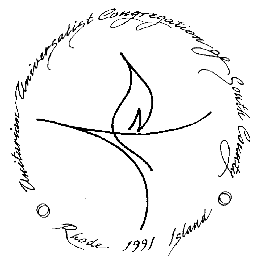 Unitarian Universalist Congregation of South County
Rhode 1991 Island